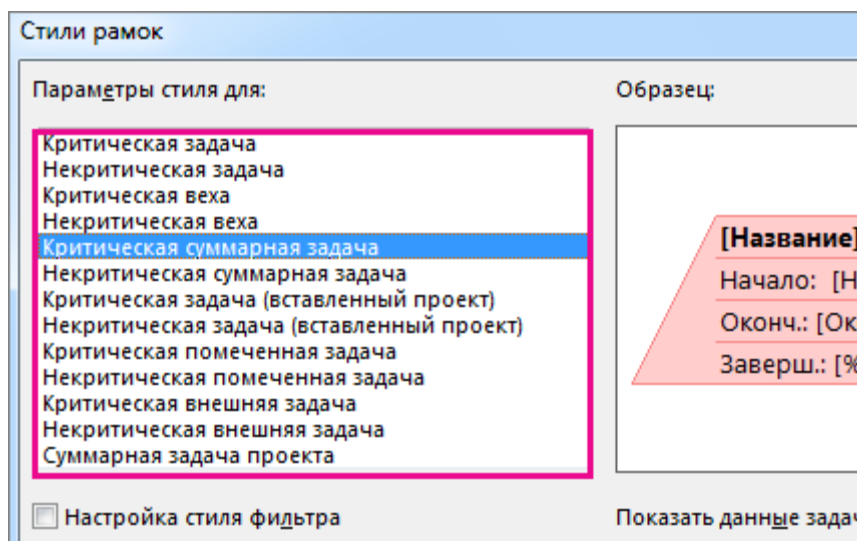 Стили рамок
Параметры стиля для:
Критическая задача
Некритическая задача
Критическая веха
Некритическая веха
Критическая суммарная задача
Некритическая суммарная задача
Критическая задача (вставленный проект)
Некритическая задача (вставленный проект)
Критическая помеченная задача
Некритическая помеченная задача
Критическая внешняя задача
Некритическая внешняя задача
Суммарная задача проекта
Настройка стиля фильтра
Образец:
[Название]
Начало: [Н
Оконч.: [Ок
Заверш.: [%
Показать данные задач